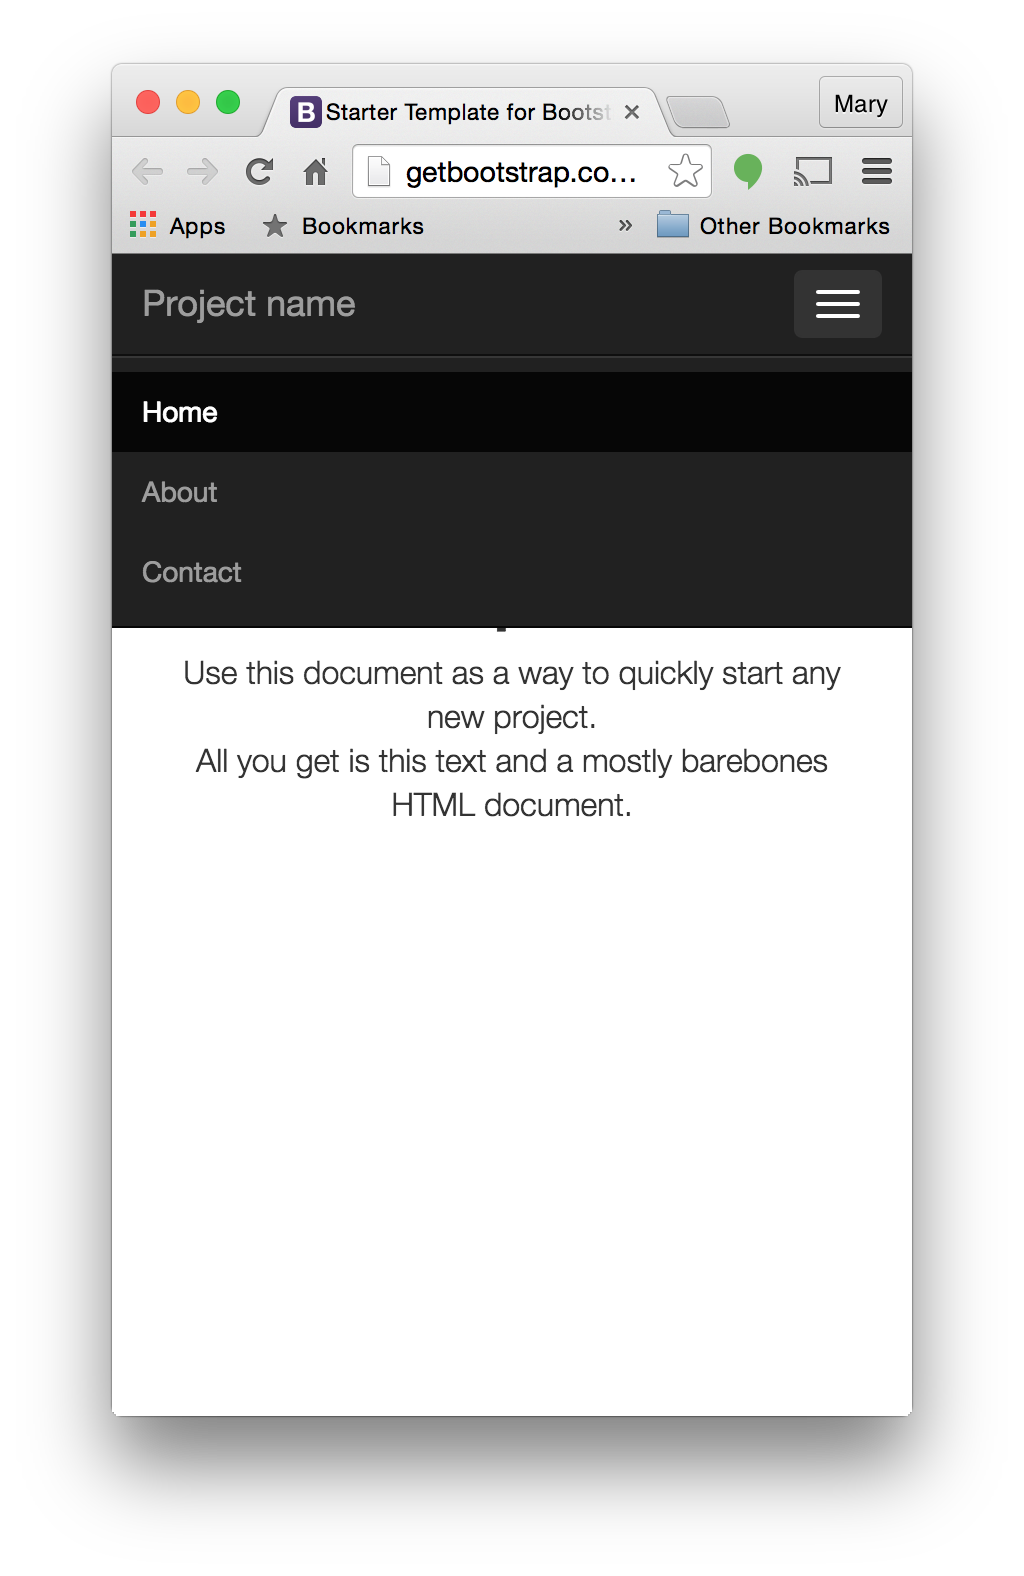 B Starter Template for Bootst
Mary
getbootstrap.co...
Apps Bookmarks » Other Bookmarks
Project name
Home
About
Contact
Use this document as a way to quickly start any
new project.
All you get is this text and a mostly barebones
HTML document.